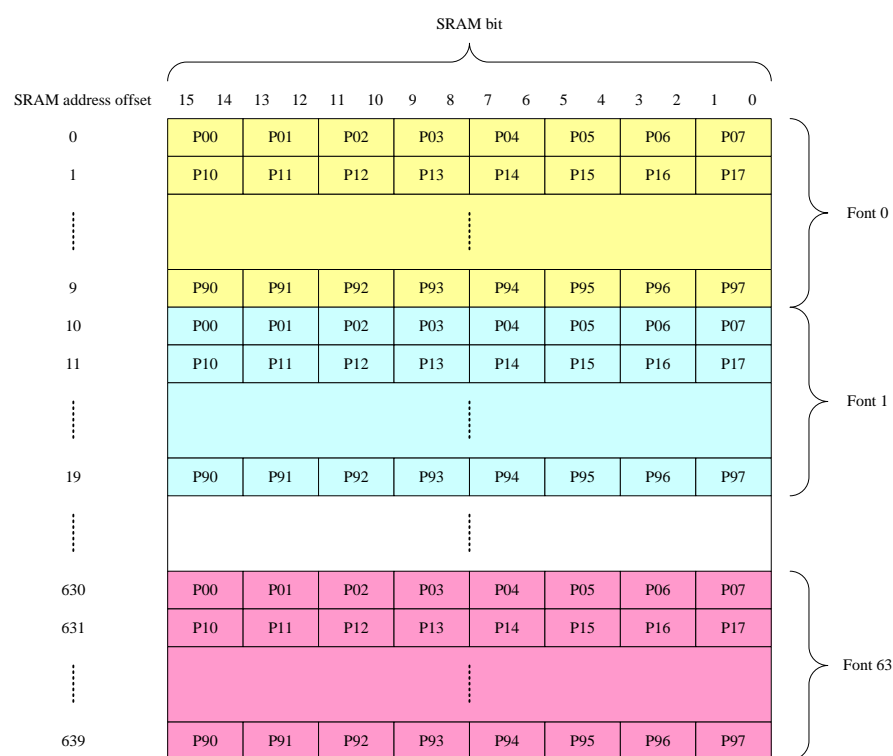 SRAM bit
SRAM address offset 15 14 13 12 11 10 9 8 7 6 5 4 3 2 1 0
0 P00 P01 P02 P03 P04 P05 P06 P07
1 P10 P11 P12 P13 P14 P15 P16 P17
Font 0
9 P90 P91 P92 P93 P94 P95 P96 P97
10 P00 P01 P02 P03 P04 P05 P06 P07
11 P10 P11 P12 P13 P14 P15 P16 P17
Font 1
19 P90 P91 P92 P93 P94 P95 P96 P97
630 P00 P01 P02 P03 P04 P05 P06 P07
631 P10 P11 P12 P13 P14 P15 P16 P17
Font 63
639 P90 P91 P92 P93 P94 P95 P96 P97